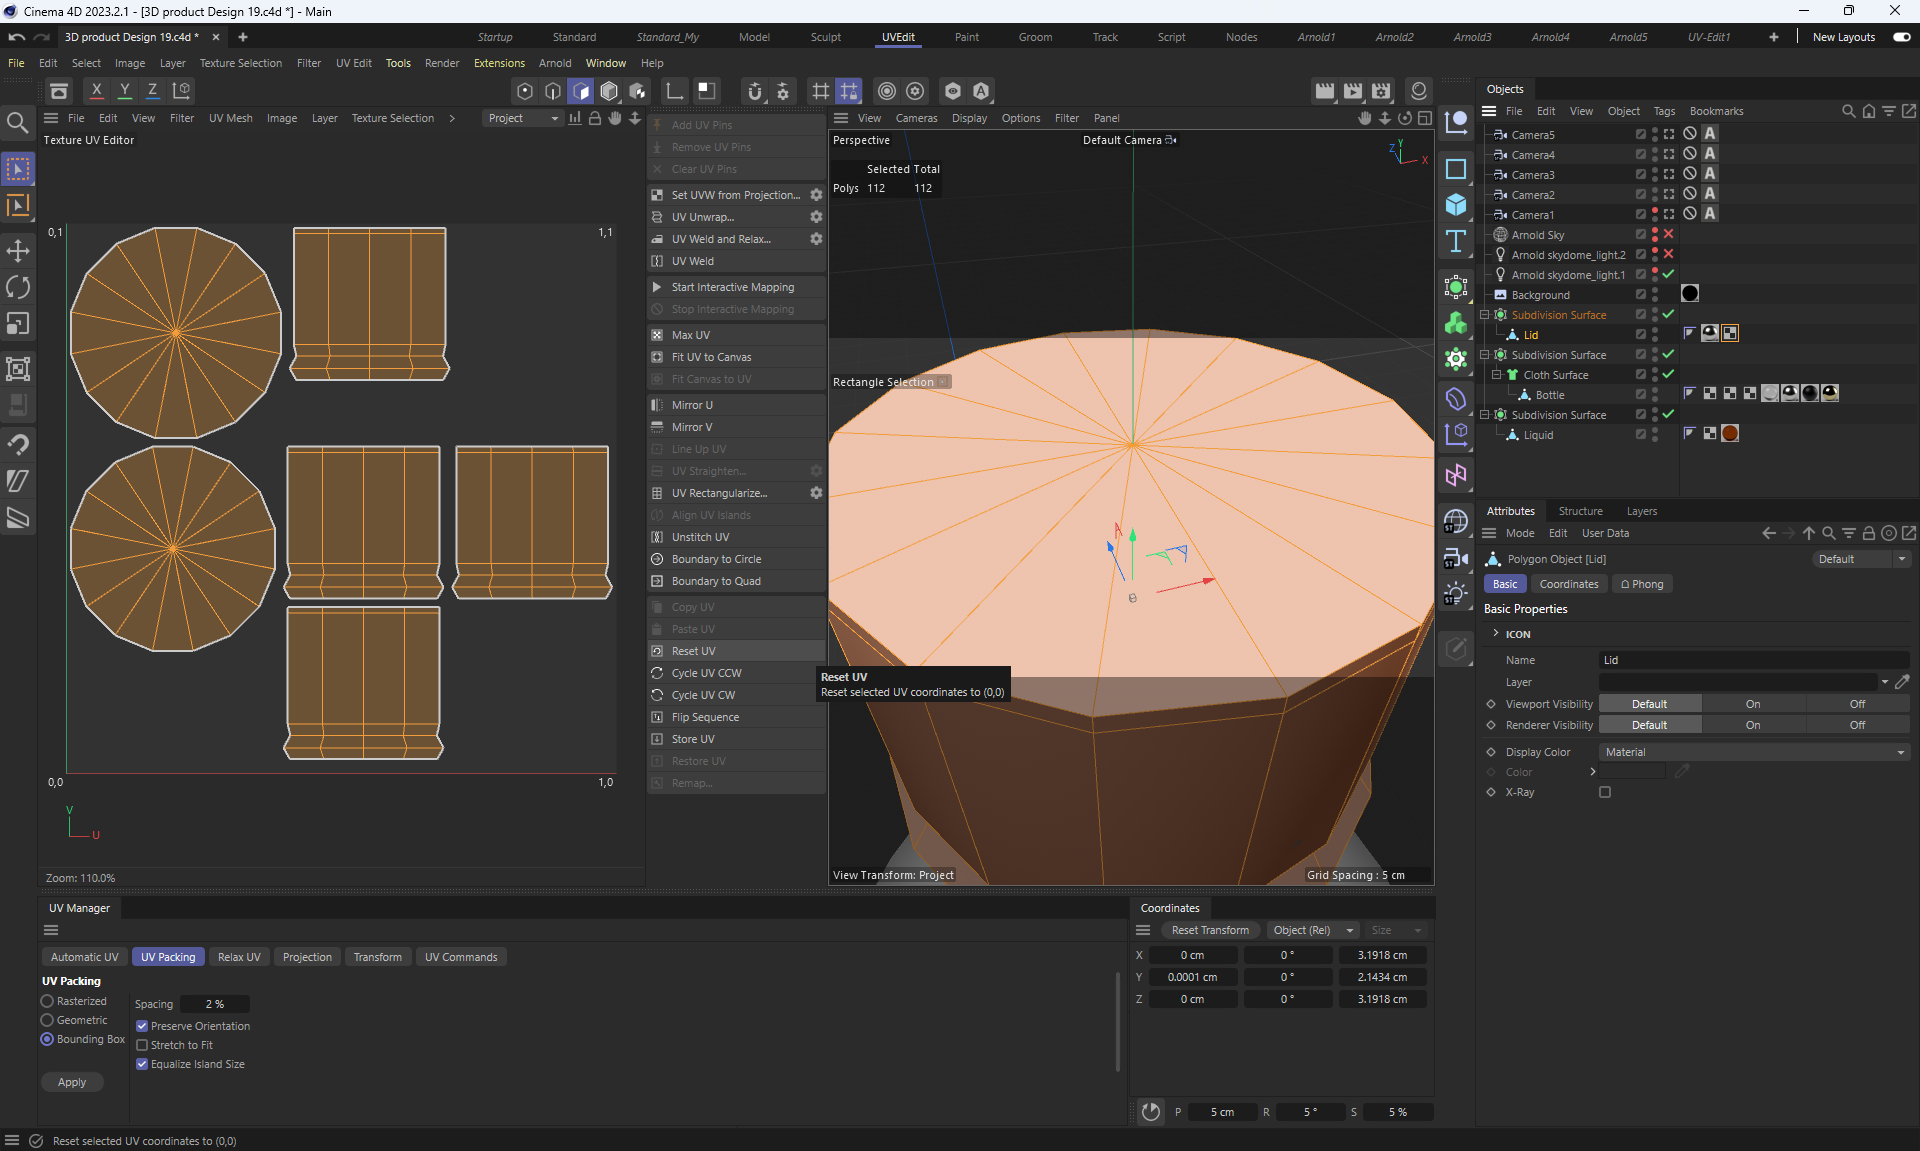 Cinema 4D 2023.2.1 - [3D product Design 19.c4d *] - Main
3D product Design 19.c4d *
Startup Standard Standard_My Model Sculpt UVEdit Paint Groom Track Script Nodes Arnold1 Arnold2 Arnold3 Arnold4 Arnold5 UV-Edit1 New Layouts
File Edit Select Image Layer Texture Selection Filter UV Edit Tools Render Extensions Arnold Window Help
X Y Z
File Edit View Filter UV Mesh Image Layer Texture Selection > Project
Texture UV Editor
0,1 1,1
0,0 1,0
V
U
Zoom: 110.0%
Add UV Pins
Remove UV Pins
Clear UV Pins
Set UVW from Projection...
UV Unwrap...
UV Weld and Relax...
UV Weld
Start Interactive Mapping
Stop Interactive Mapping
Max UV
Fit UV to Canvas
Fit Canvas to UV
Mirror U
Mirror V
Line Up UV
UV Straighten...
UV Rectangularize...
Align UV Islands
Unstitch UV
Boundary to Circle
Boundary to Quad
Copy UV
Paste UV
Reset UV
Cycle UV CCW
Cycle UV CW
Flip Sequence
Store UV
Restore UV
Remap...
View Cameras Display Options Filter Panel
Perspective Default Camera
Y
Z X
Selected Total
Polys 112 112
Rectangle Selection
Reset UV
Reset selected UV coordinates to (0,0)
View Transform: Project Grid Spacing : 5 cm
Objects
File Edit View Object Tags Bookmarks
Camera5
Camera4
Camera3
Camera2
Camera1
Arnold Sky
Arnold skydome_light.2
Arnold skydome_light.1
Background
Subdivision Surface
Lid
Subdivision Surface
Cloth Surface
Bottle
Subdivision Surface
Liquid
Attributes Structure Layers
Mode Edit User Data
Polygon Object [Lid] Default
Basic Coordinates Phong
Basic Properties
ICON
Name Lid
Layer
Viewport Visibility Default On Off
Renderer Visibility Default On Off
Display Color Material
Color
X-Ray
UV Manager
Automatic UV UV Packing Relax UV Projection Transform UV Commands
UV Packing
Rasterized
Geometric
Bounding Box
Spacing 2 %
Preserve Orientation
Stretch to Fit
Equalize Island Size
Apply
Coordinates
Reset Transform Object (Rel) Size
X 0 cm 0 ° 3.1918 cm
Y 0.0001 cm 0 ° 2.1434 cm
Z 0 cm 0 ° 3.1918 cm
P 5 cm R 5 ° S 5 %
Reset selected UV coordinates to (0,0)